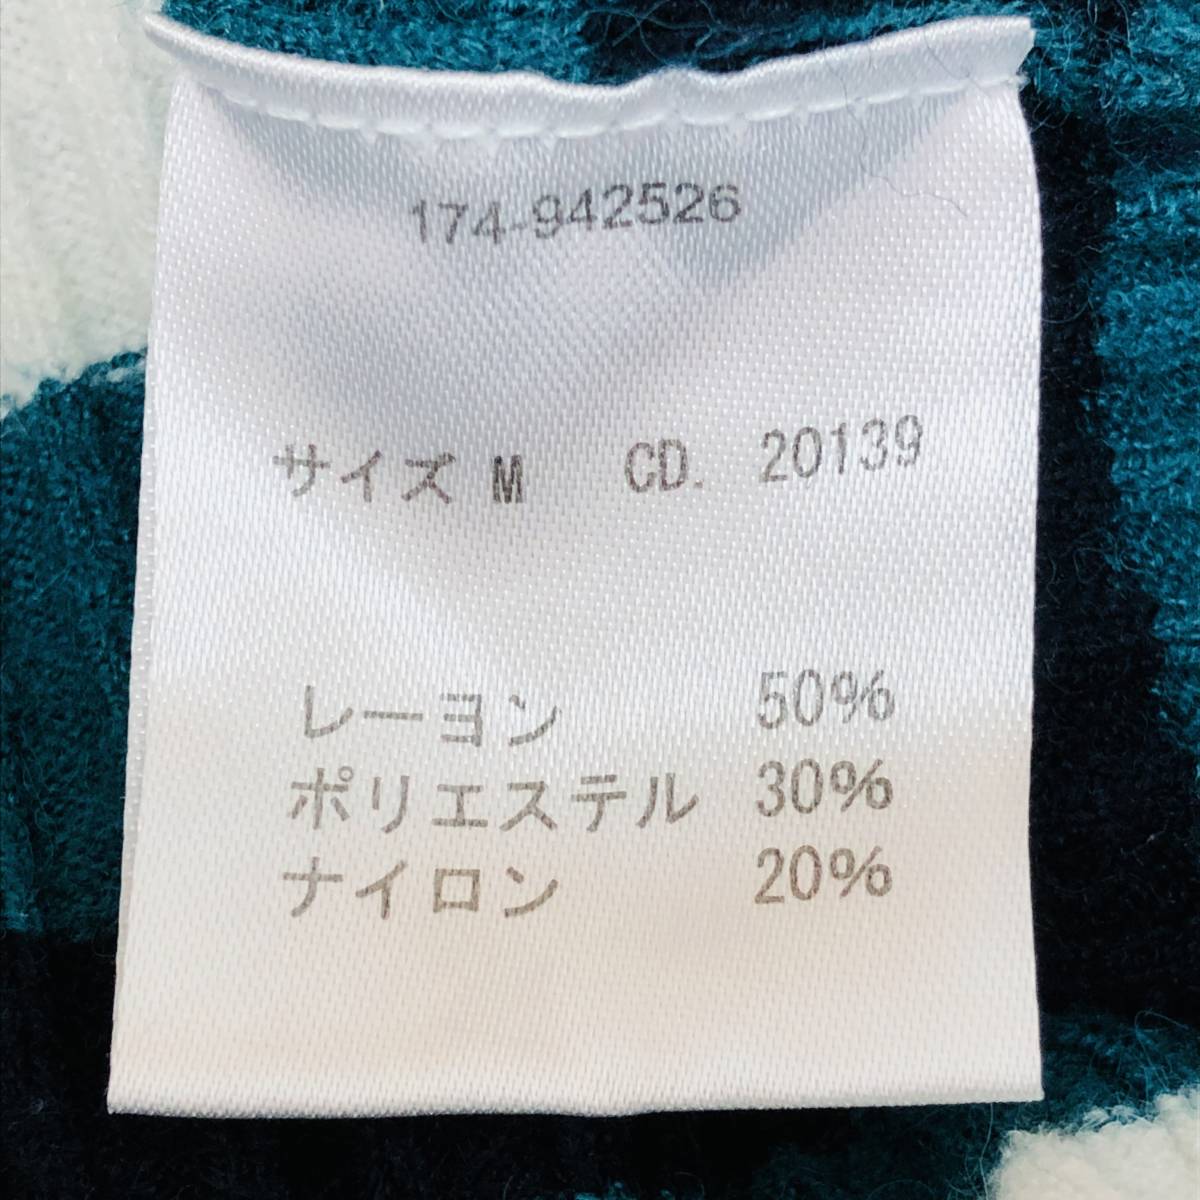 174-942526
サイズ M CD. 20139
レーヨン 50%
ポリエステル 30%
ナイロン 20%